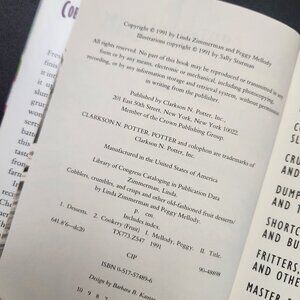 COB
Copyright © 1991 by Linda Zimmerman and Peggy Mellody
Illustrations copyright © 1991 by Sally Sturman
All rights reserved. No part of this book may be reproduced or transmitted in any
form or by any means, electronic or mechanical, including photocopying,
recording, or by any information storage and retrieval system, without permission
in writing from the publisher.
Published by Clarkson N. Potter, Inc.,
201 East 50th Street, New York, New York 10022.
Member of the Crown Publishing Group.
CLARKSON N. POTTER, POTTER and colophon are trademarks of
Clarkson N. Potter, Inc.
Manufactured in the United States of America
Library of Congress Cataloging in Publication Data
Zimmerman, Linda.
Cobblers, crumbles, and crisps and other old-fashioned fruit desserts/
by Linda Zimmerman and Peggy Mellody.
p. cm.
Includes index.
1. Desserts. 2. Cookery (Fruit) I. Mellody, Peggy. II. Title.
TX773.Z347 1991
641.8'6—dc20
90-48898
CIP
ISBN 0-517-57489-6
Design by Barbara B.
10 9 8 7
CO
CRI
CRU
DUMP
AND
SHORTC
AND BU
FRITTERS,
AND OTHE
MASTER